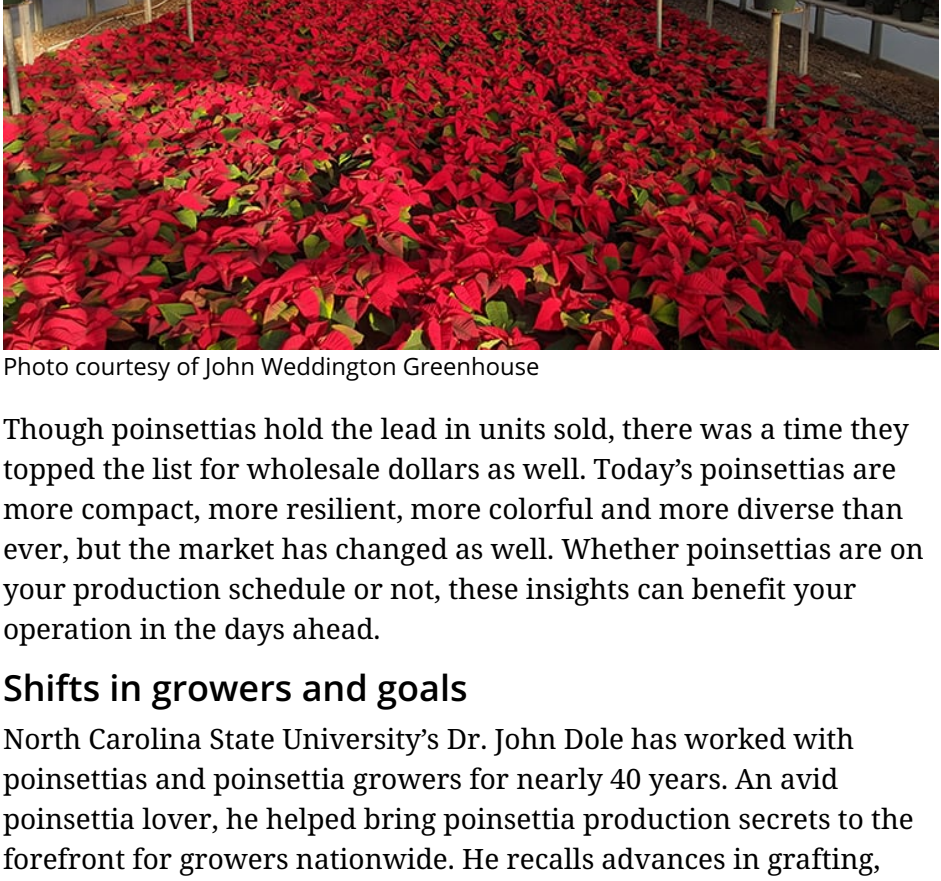 Photo courtesy of John Weddington Greenhouse
Though poinsettias hold the lead in units sold, there was a time they
topped the list for wholesale dollars as well. Today’s poinsettias are
more compact, more resilient, more colorful and more diverse than
ever, but the market has changed as well. Whether poinsettias are on
your production schedule or not, these insights can benefit your
operation in the days ahead.
Shifts in growers and goals
North Carolina State University’s Dr. John Dole has worked with
poinsettias and poinsettia growers for nearly 40 years. An avid
poinsettia lover, he helped bring poinsettia production secrets to the
forefront for growers nationwide. He recalls advances in grafting,